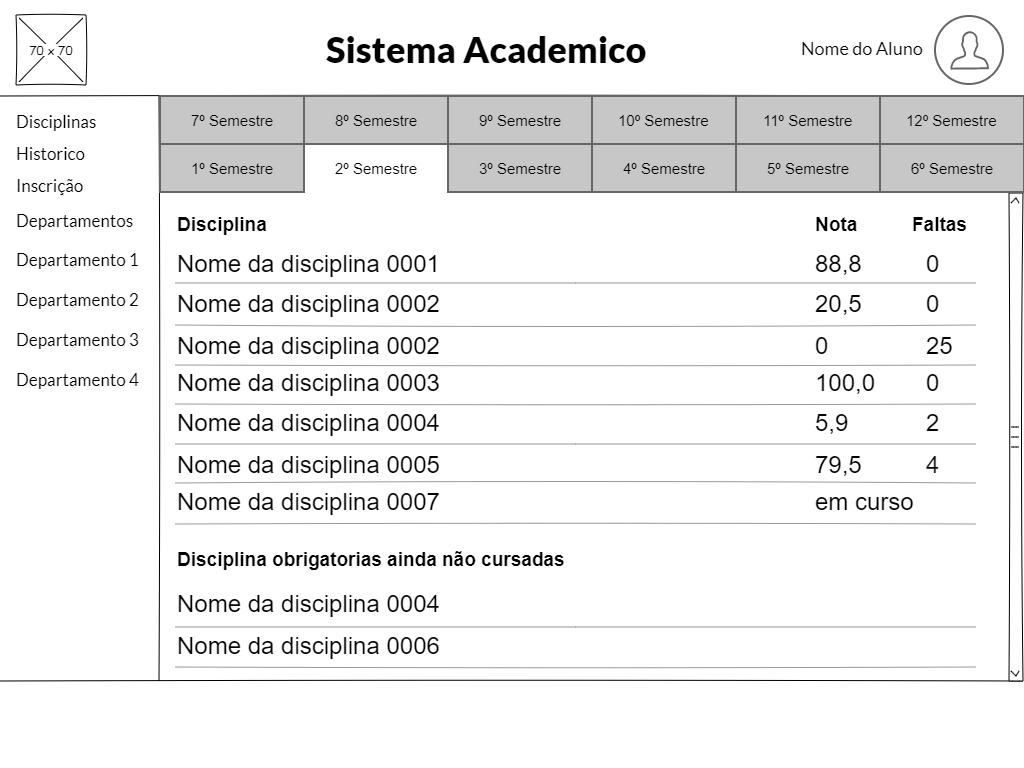 70 x 70
Sistema Academico
Nome do Aluno
Disciplinas
Historico
Inscrição
Departamentos
Departamento 1
Departamento 2
Departamento 3
Departamento 4
7º Semestre 8º Semestre 9º Semestre 10º Semestre 11º Semestre 12º Semestre
1º Semestre 2º Semestre 3º Semestre 4º Semestre 5º Semestre 6º Semestre
Disciplina Nota Faltas
Nome da disciplina 0001 88,8 0
Nome da disciplina 0002 20,5 0
Nome da disciplina 0002 0 25
Nome da disciplina 0003 100,0 0
Nome da disciplina 0004 5,9 2
Nome da disciplina 0005 79,5 4
Nome da disciplina 0007 em curso
Disciplina obrigatorias ainda não cursadas
Nome da disciplina 0004
Nome da disciplina 0006